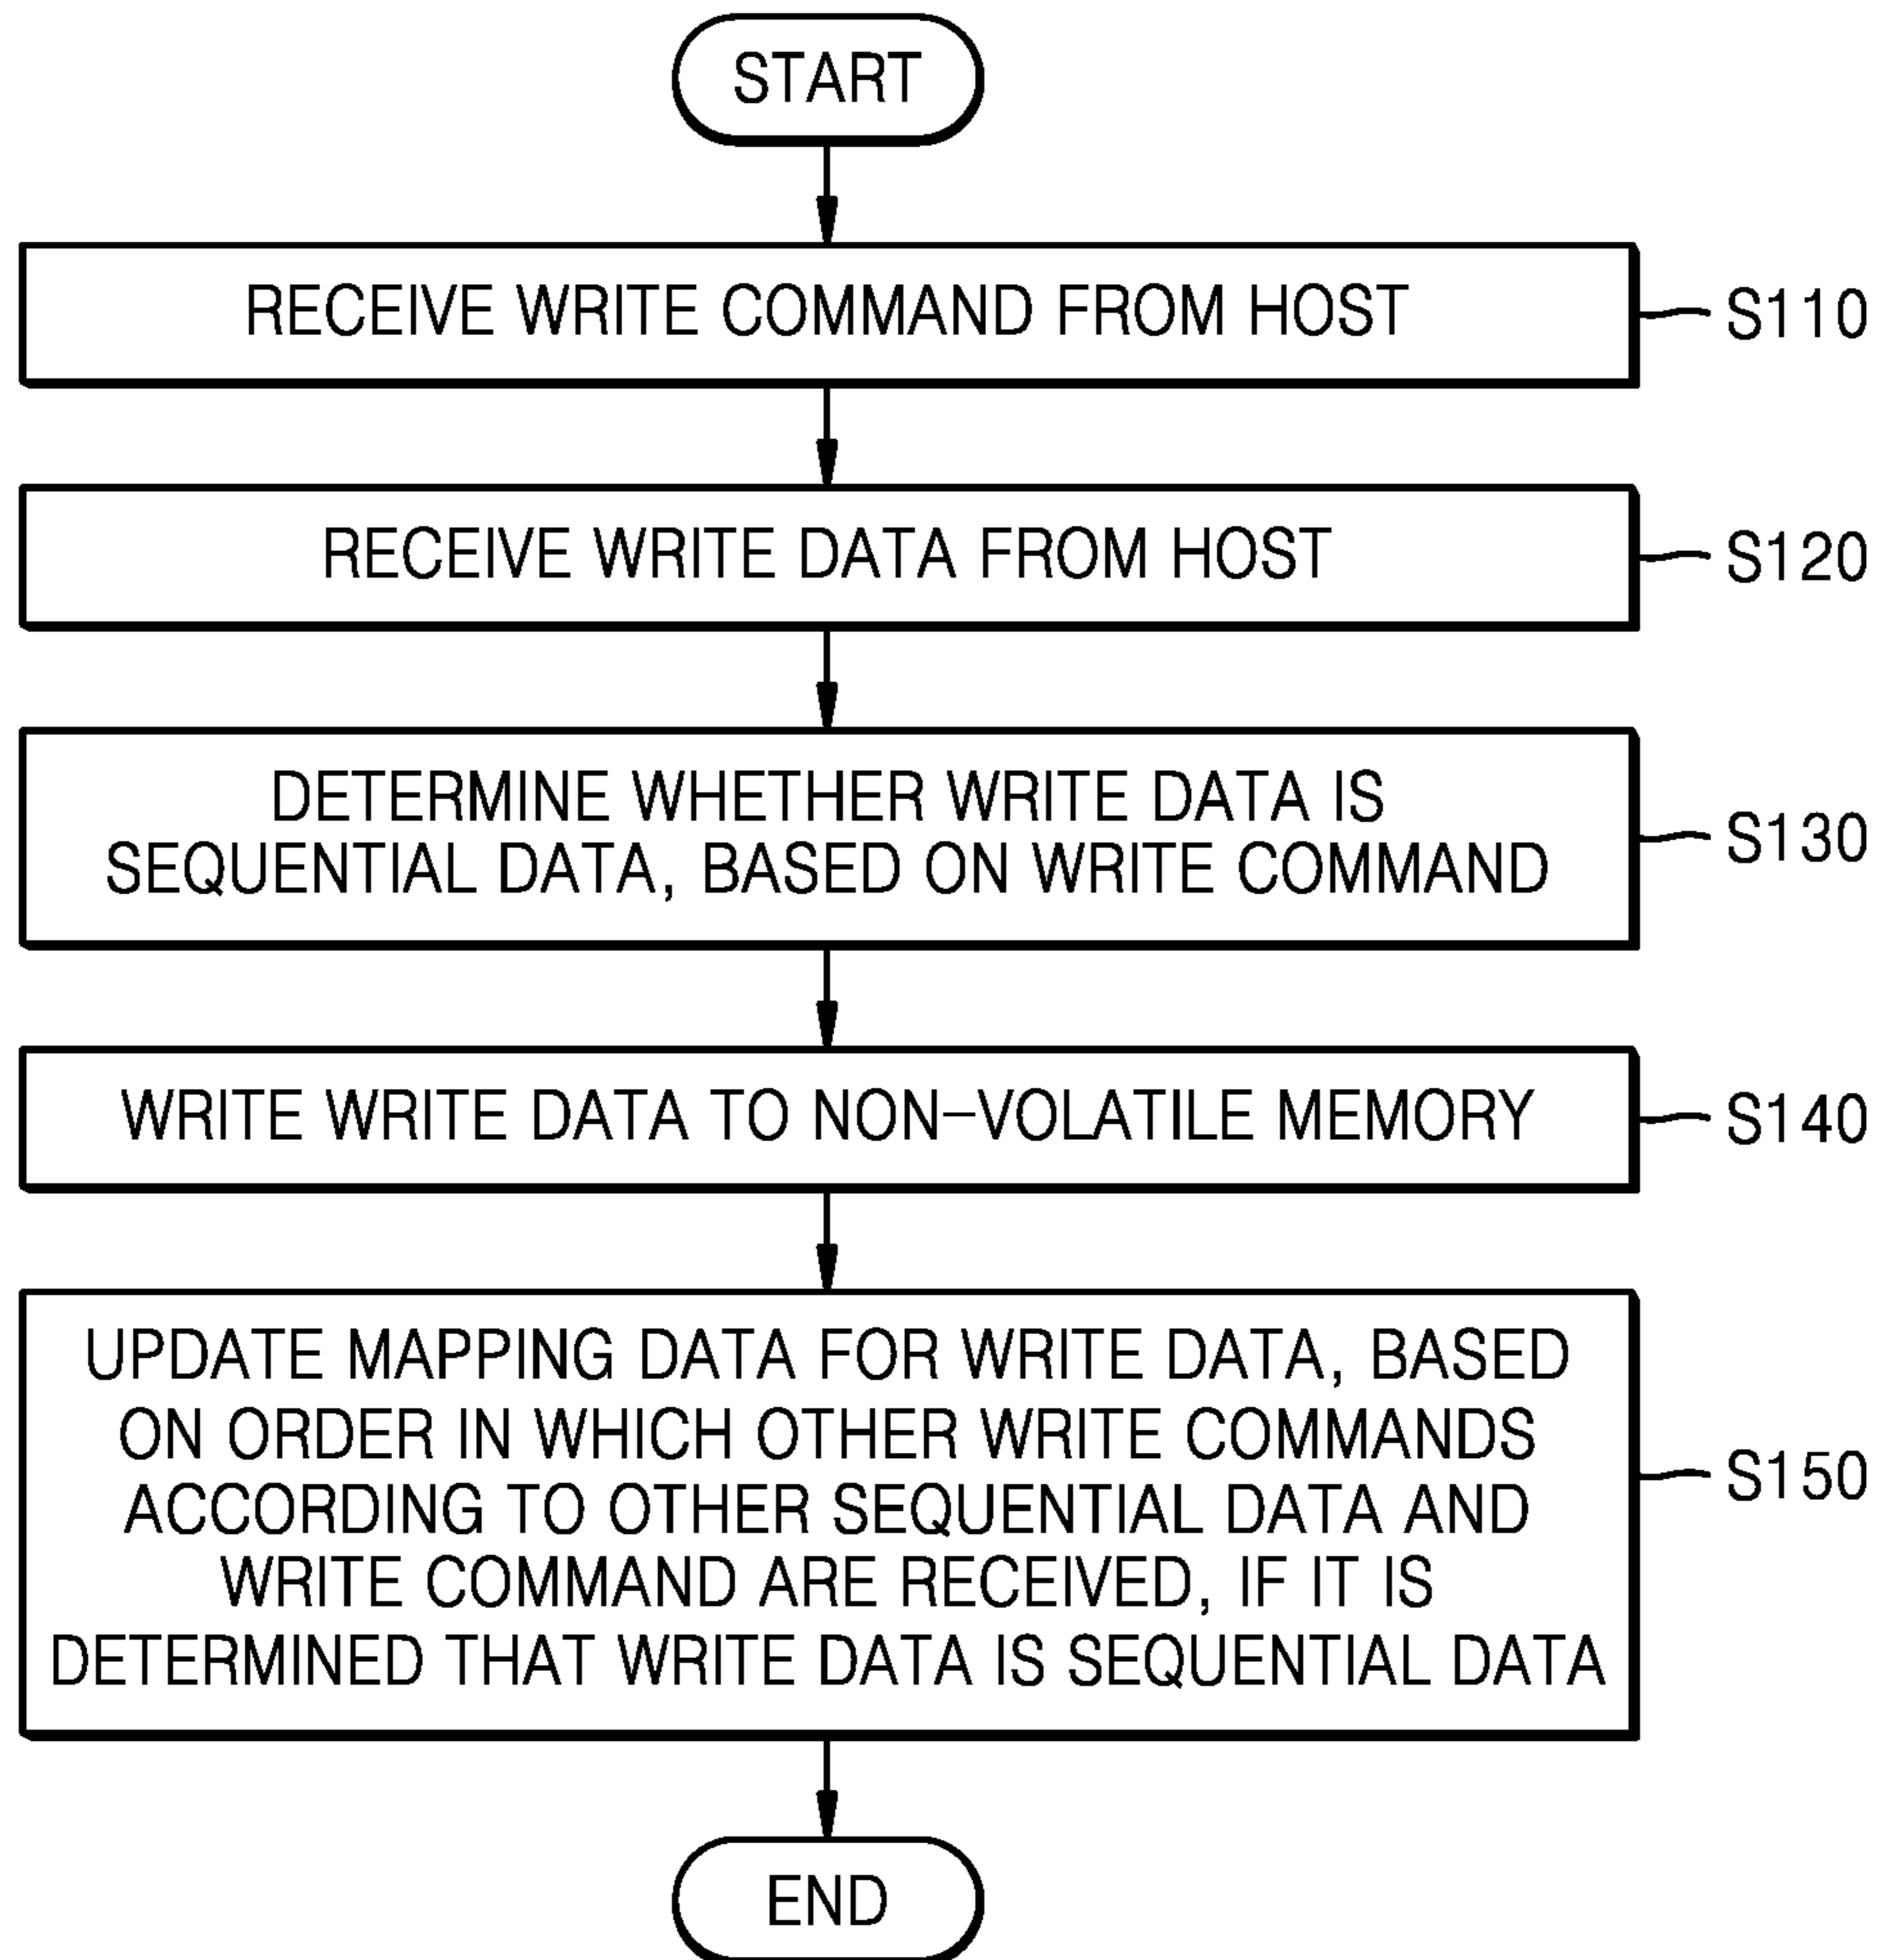 START
RECEIVE WRITE COMMAND FROM HOST
S110
RECEIVE WRITE DATA FROM HOST
S120
DETERMINE WHETHER WRITE DATA IS
SEQUENTIAL DATA, BASED ON WRITE COMMAND
S130
WRITE WRITE DATA TO NON-VOLATILE MEMORY
S140
UPDATE MAPPING DATA FOR WRITE DATA, BASED
ON ORDER IN WHICH O THER WRITE COMMANDS
ACCORDING TO OTHER SEQUENTIAL DATA AND
WRITE COMMAND ARE RECEIVED, IF IT IS
DETERMINED THAT WRITE DATA IS SEQUENTIAL DATA
S150
END